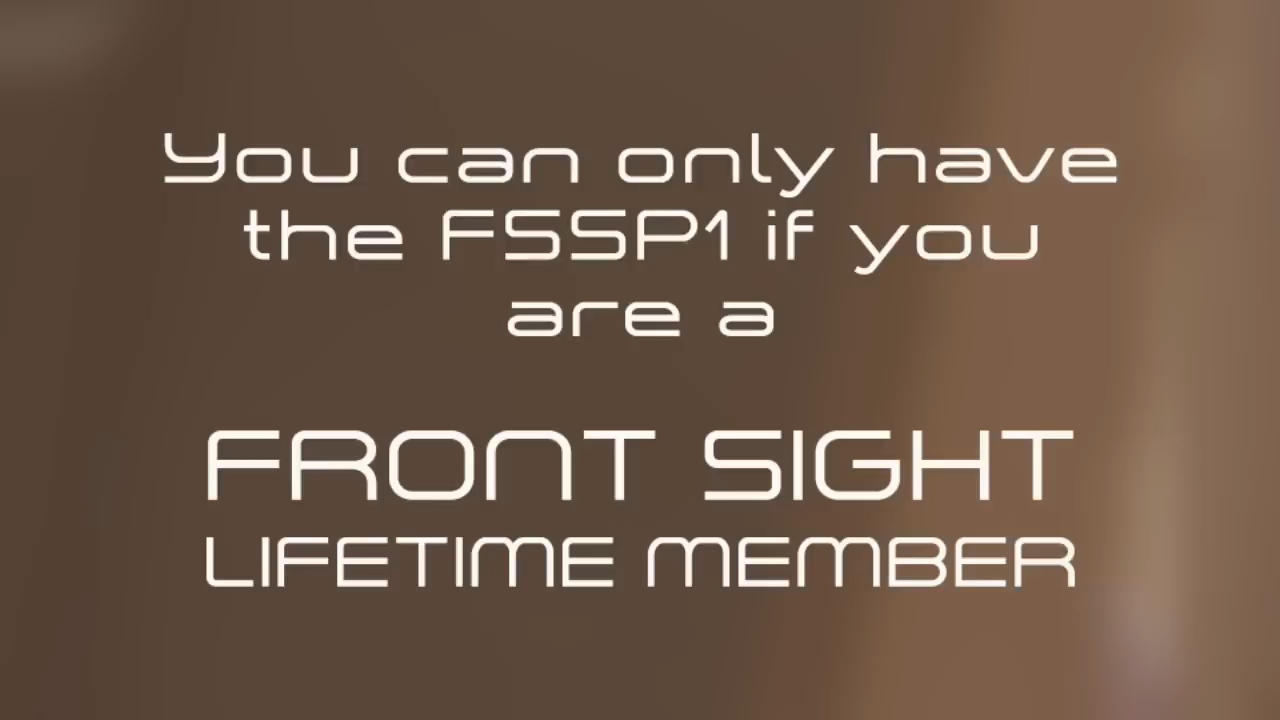 You can only have
the FSSP1 if you
are a
FRONT SIGHT
LIFETIME MEMBER